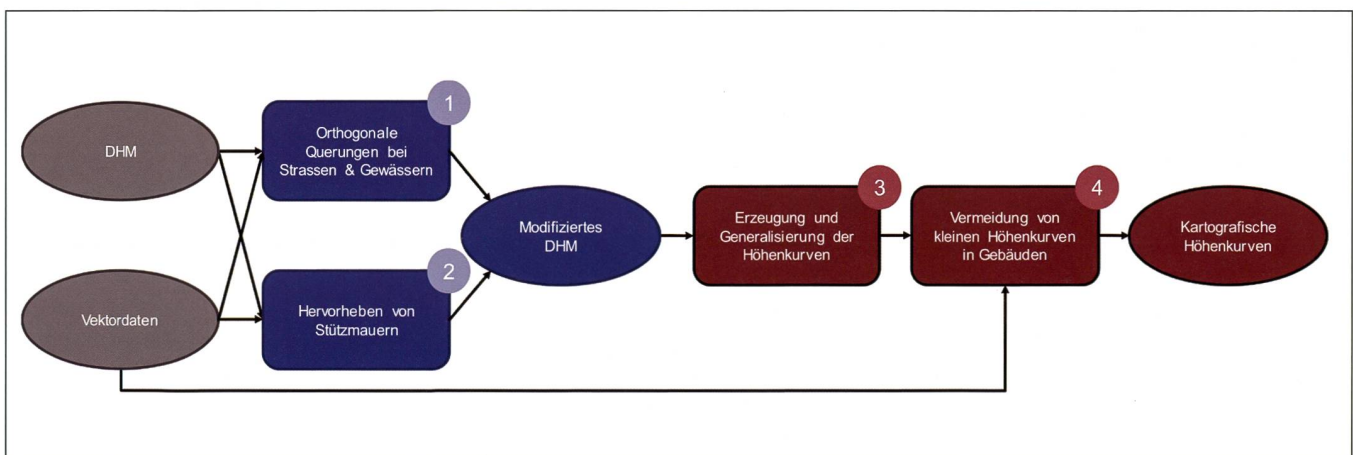 DHM
Vektordaten
1
Orthogonale
Querungen bei
Strassen & Gewässern
2
Hervorheben von
Stützmauern
Modifiziertes
DHM
3
Erzeugung und
Generalisierung der
Höhenkurven
4
Vermeidung von
kleinen Höhenkurven
in Gebäuden
Kartografische
Höhenkurven